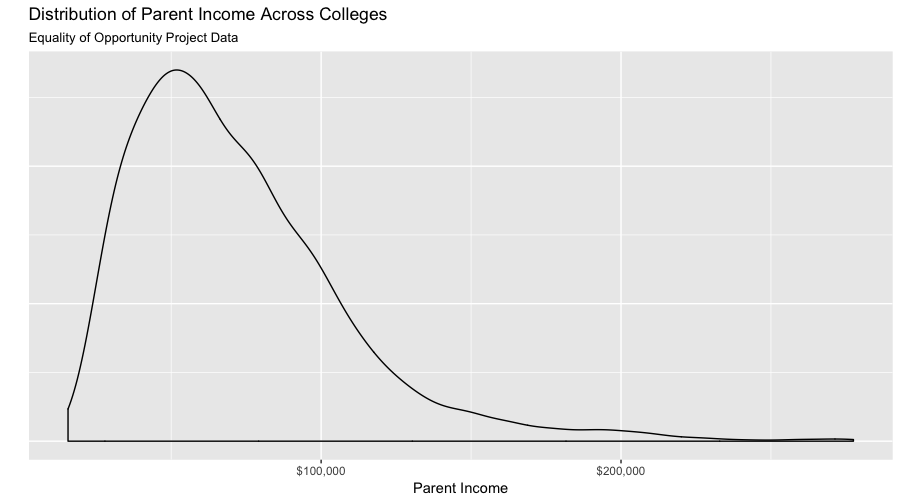 Distribution of Parent Income Across Colleges
Equality of Opportunity Project Data
$100,000 $200,000
Parent Income